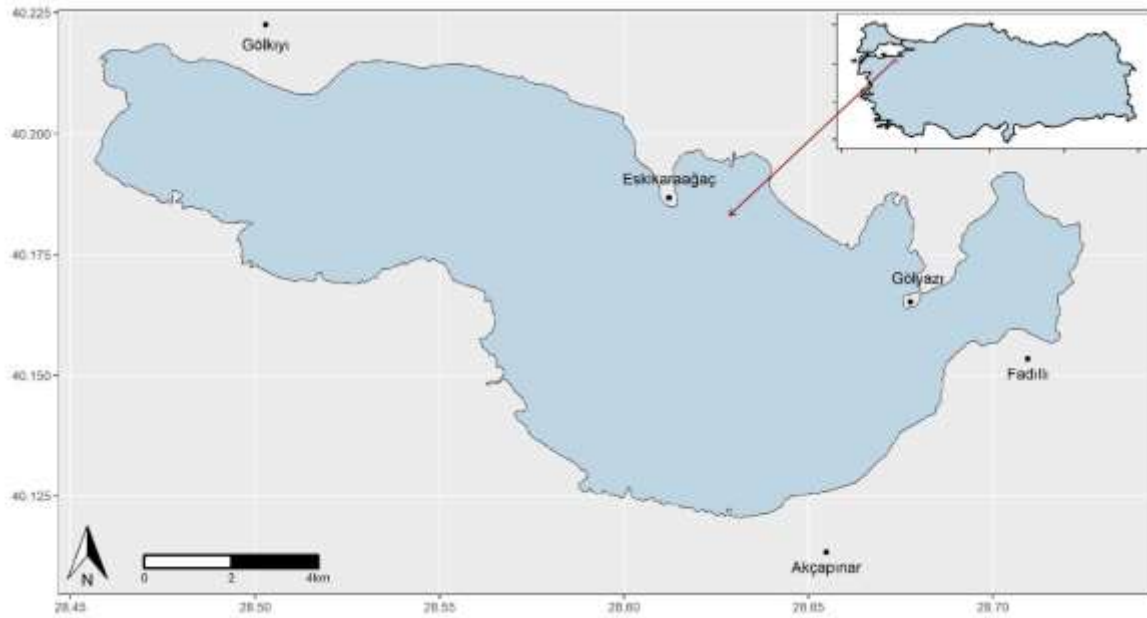 40.225
Gölkıyı
40.200
Eskikaraağaç
40.175
Gölyazı
40.150
Fadıllı
40.125
Akçapınar
N
0 2 4km
28.45 28.50 28.55 28.60 28.65 28.70